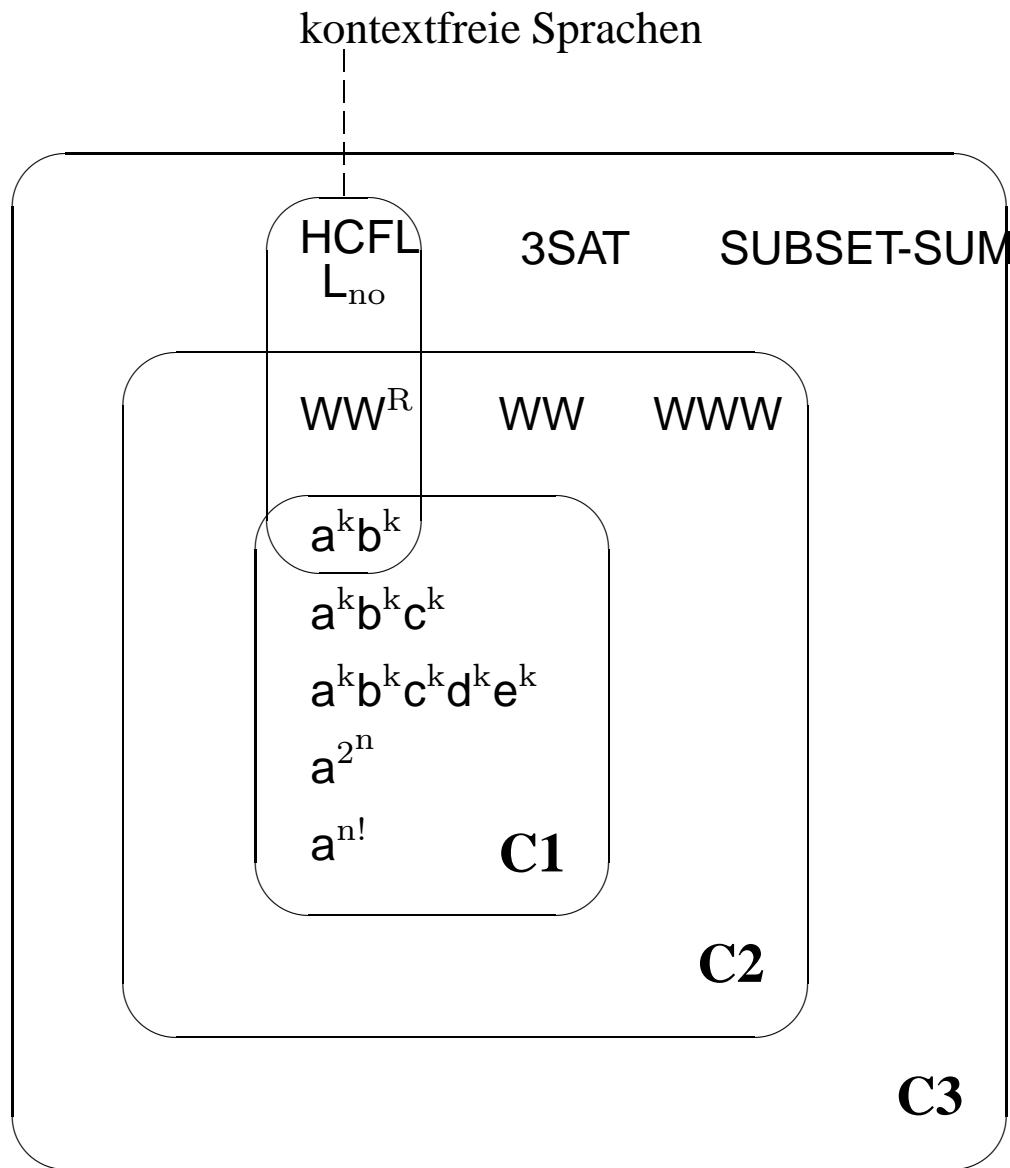 kontextfreie Sprachen
HCFL 3SAT SUBSET-SUM
L_no
WW^R WW WWW
a^k b^k
a^k b^k c^k
a^k b^k c^k d^k e^k
a^2^n
a^n!
C1
C2
C3